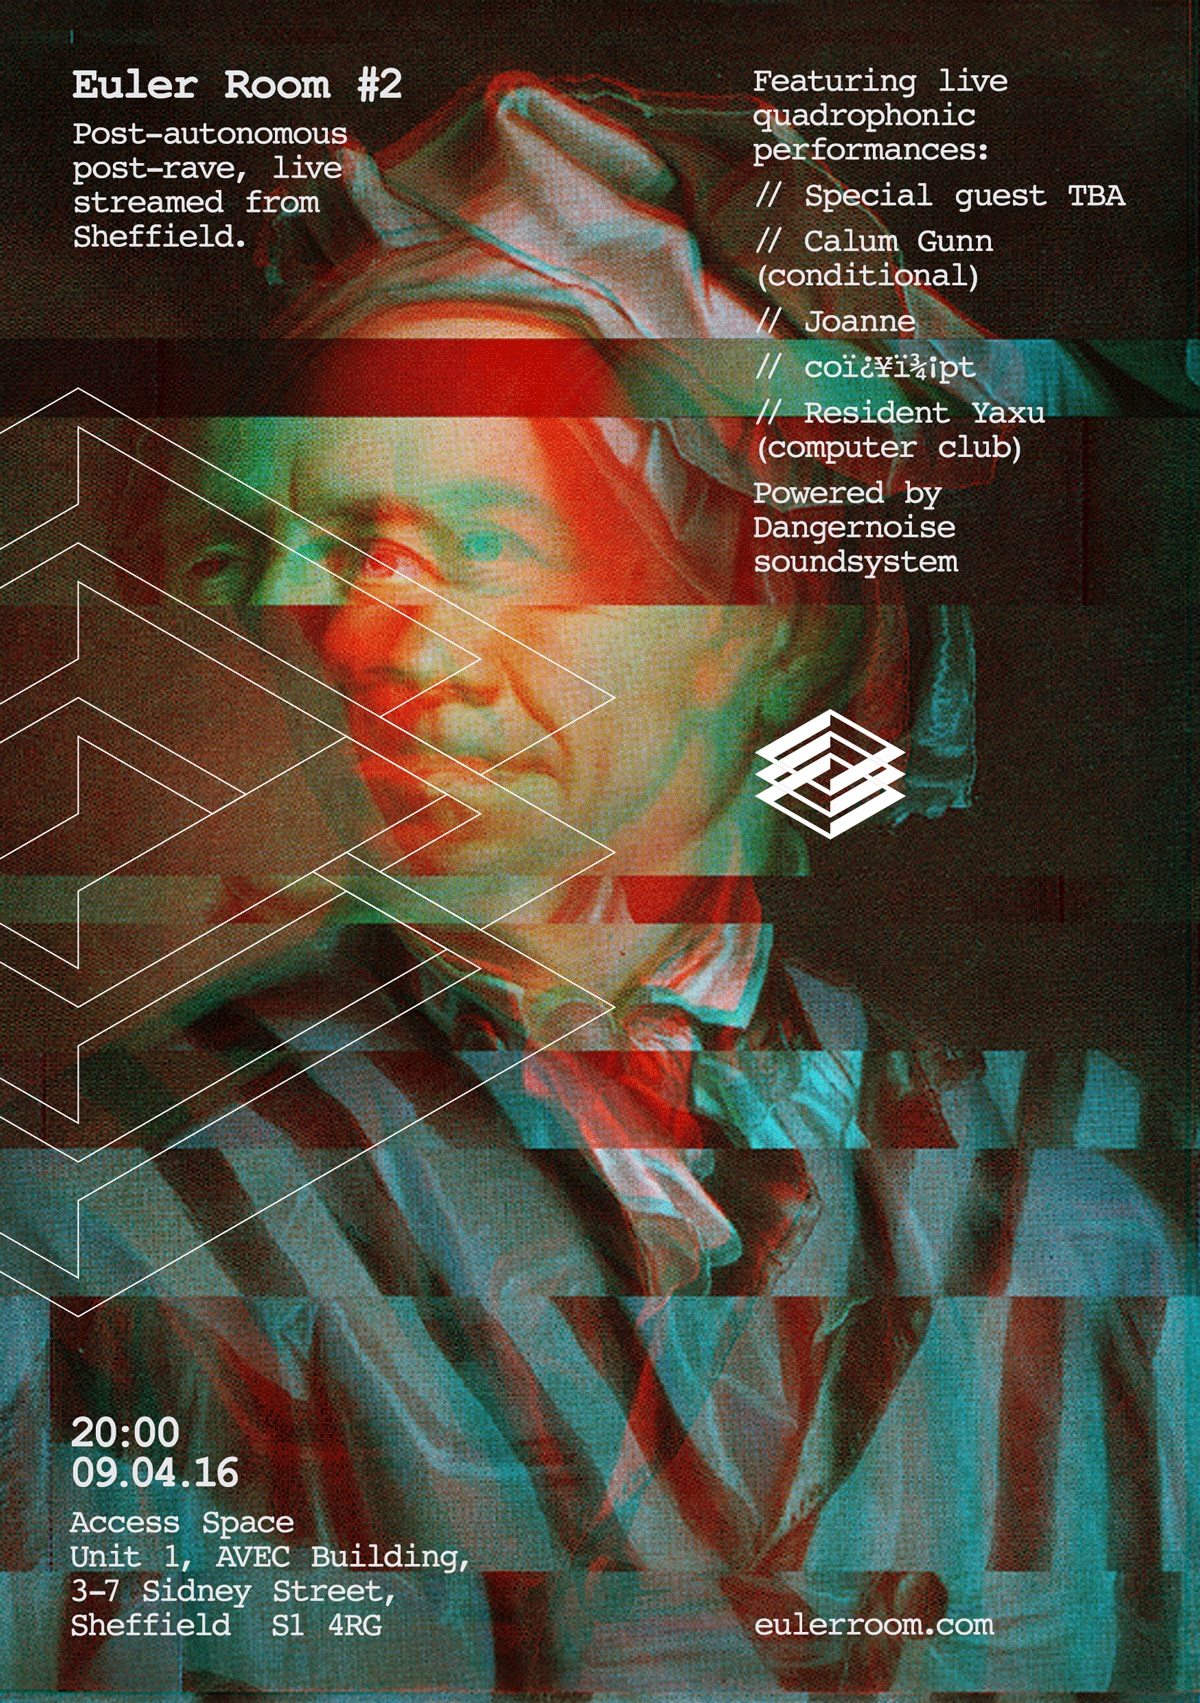 Euler Room #2
Post-autonomous
post-rave, live
streamed from
Sheffield.
Featuring live
quadrophonic
performances:
// Special guest TBA
// Calum Gunn
(conditional)
// Joanne
// coï¿¥ï¾¡pt
// Resident Yaxu
(computer club)
Powered by
Dangernoise
soundsystem
20:00
09.04.16
Access Space
Unit 1, AVEC Building,
3-7 Sidney Street,
Sheffield S1 4RG
eulerroom.com